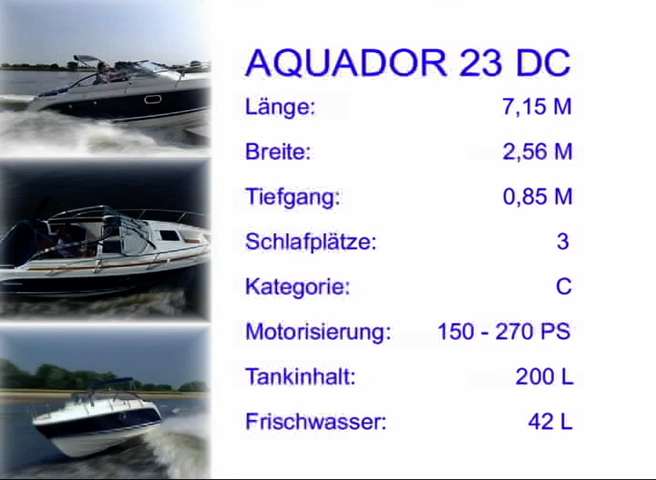 AQUADOR 23 DC
Länge: 7,15 M
Breite: 2,56 M
Tiefgang: 0,85 M
Schlafplätze: 3
Kategorie: C
Motorisierung: 150 - 270 PS
Tankinhalt: 200 L
Frischwasser: 42 L